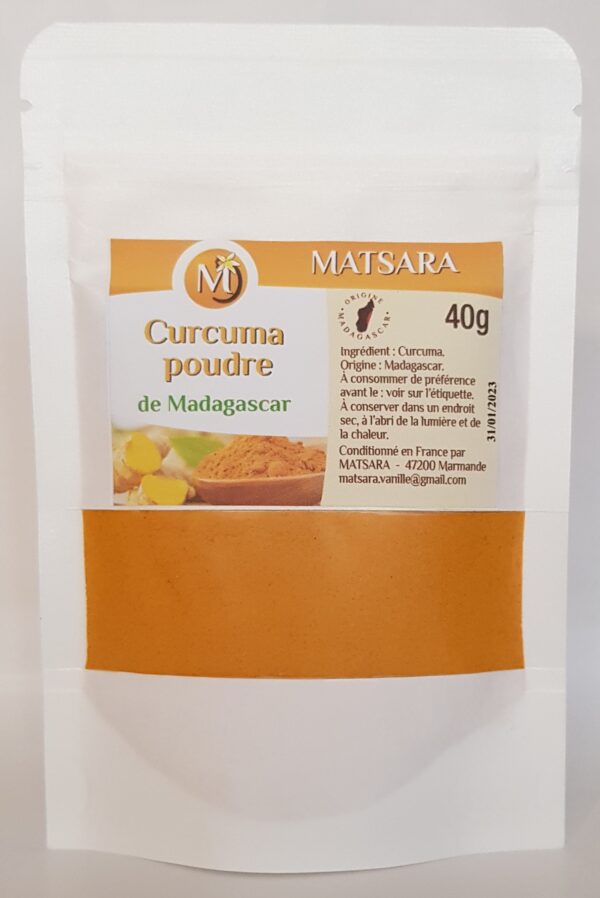 M
MATSARA
Curcuma
poudre
de Madagascar
• ORIGINE •
MADAGASCAR
40g
Ingrédient : Curcuma.
Origine : Madagascar.
À consommer de préférence
avant le : voir sur l'étiquette.
À conserver dans un endroit
sec, à l'abri de la lumière et de
la chaleur.
31/01/2023
Conditionné en France par
MATSARA - 47200 Marmande
matsara.vanille@gmail.com